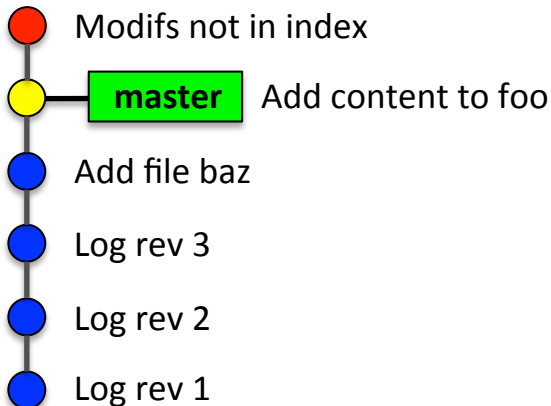 Modifs not in index
master Add content to foo
Add file baz
Log rev 3
Log rev 2
Log rev 1